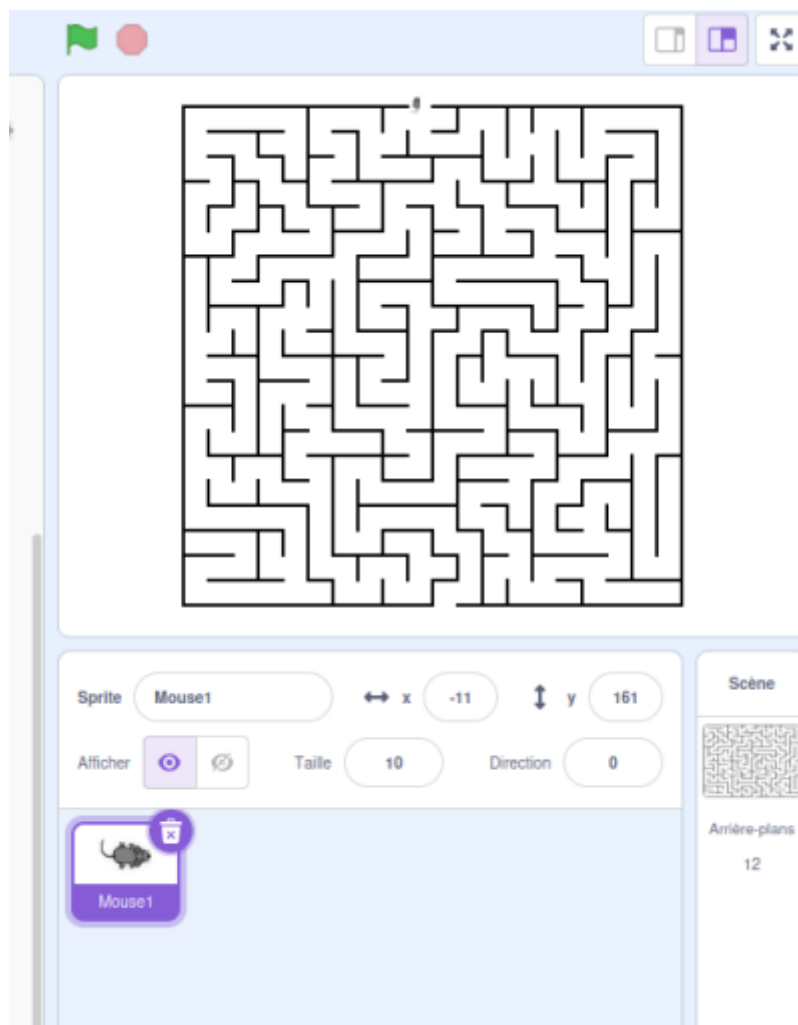 Sprite Mouse1 x -11 y 161
Afficher Taille 10 Direction 0
Mouse1
Scène
Arrière-plans
12